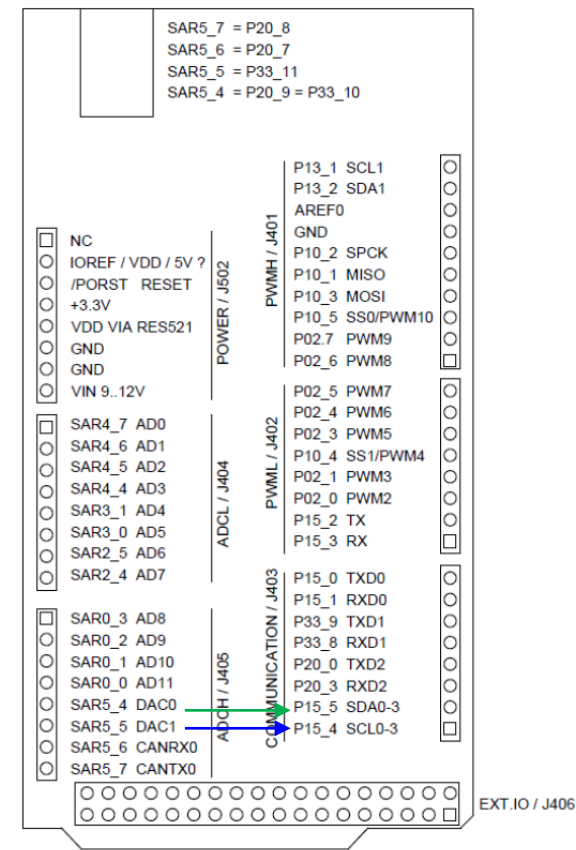 SAR5_7 = P20_8
SAR5_6 = P20_7
SAR5_5 = P33_11
SAR5_4 = P20_9 = P33_10
NC
IOREF / VDD / 5V ?
/PORST RESET
+3.3V
VDD VIA RES521
GND
GND
VIN 9..12V
POWER / J502
SAR4_7 AD0
SAR4_6 AD1
SAR4_5 AD2
SAR4_4 AD3
SAR3_1 AD4
SAR3_0 AD5
SAR2_5 AD6
SAR2_4 AD7
ADCL / J404
SAR0_3 AD8
SAR0_2 AD9
SAR0_1 AD10
SAR0_0 AD11
SAR5_4 DAC0
SAR5_5 DAC1
SAR5_6 CANRX0
SAR5_7 CANTX0
ADCH / J405
PWMH / J401
P13_1 SCL1
P13_2 SDA1
AREF0
GND
P10_2 SPCK
P10_1 MISO
P10_3 MOSI
P10_5 SS0/PWM10
P02.7 PWM9
P02_6 PWM8
PWML / J402
P02_5 PWM7
P02_4 PWM6
P02_3 PWM5
P10_4 SS1/PWM4
P02_1 PWM3
P02_0 PWM2
P15_2 TX
P15_3 RX
COMMUNICATION / J403
P15_0 TXD0
P15_1 RXD0
P33_9 TXD1
P33_8 RXD1
P20_0 TXD2
P20_3 RXD2
P15_5 SDA0-3
P15_4 SCL0-3
EXT.IO / J406